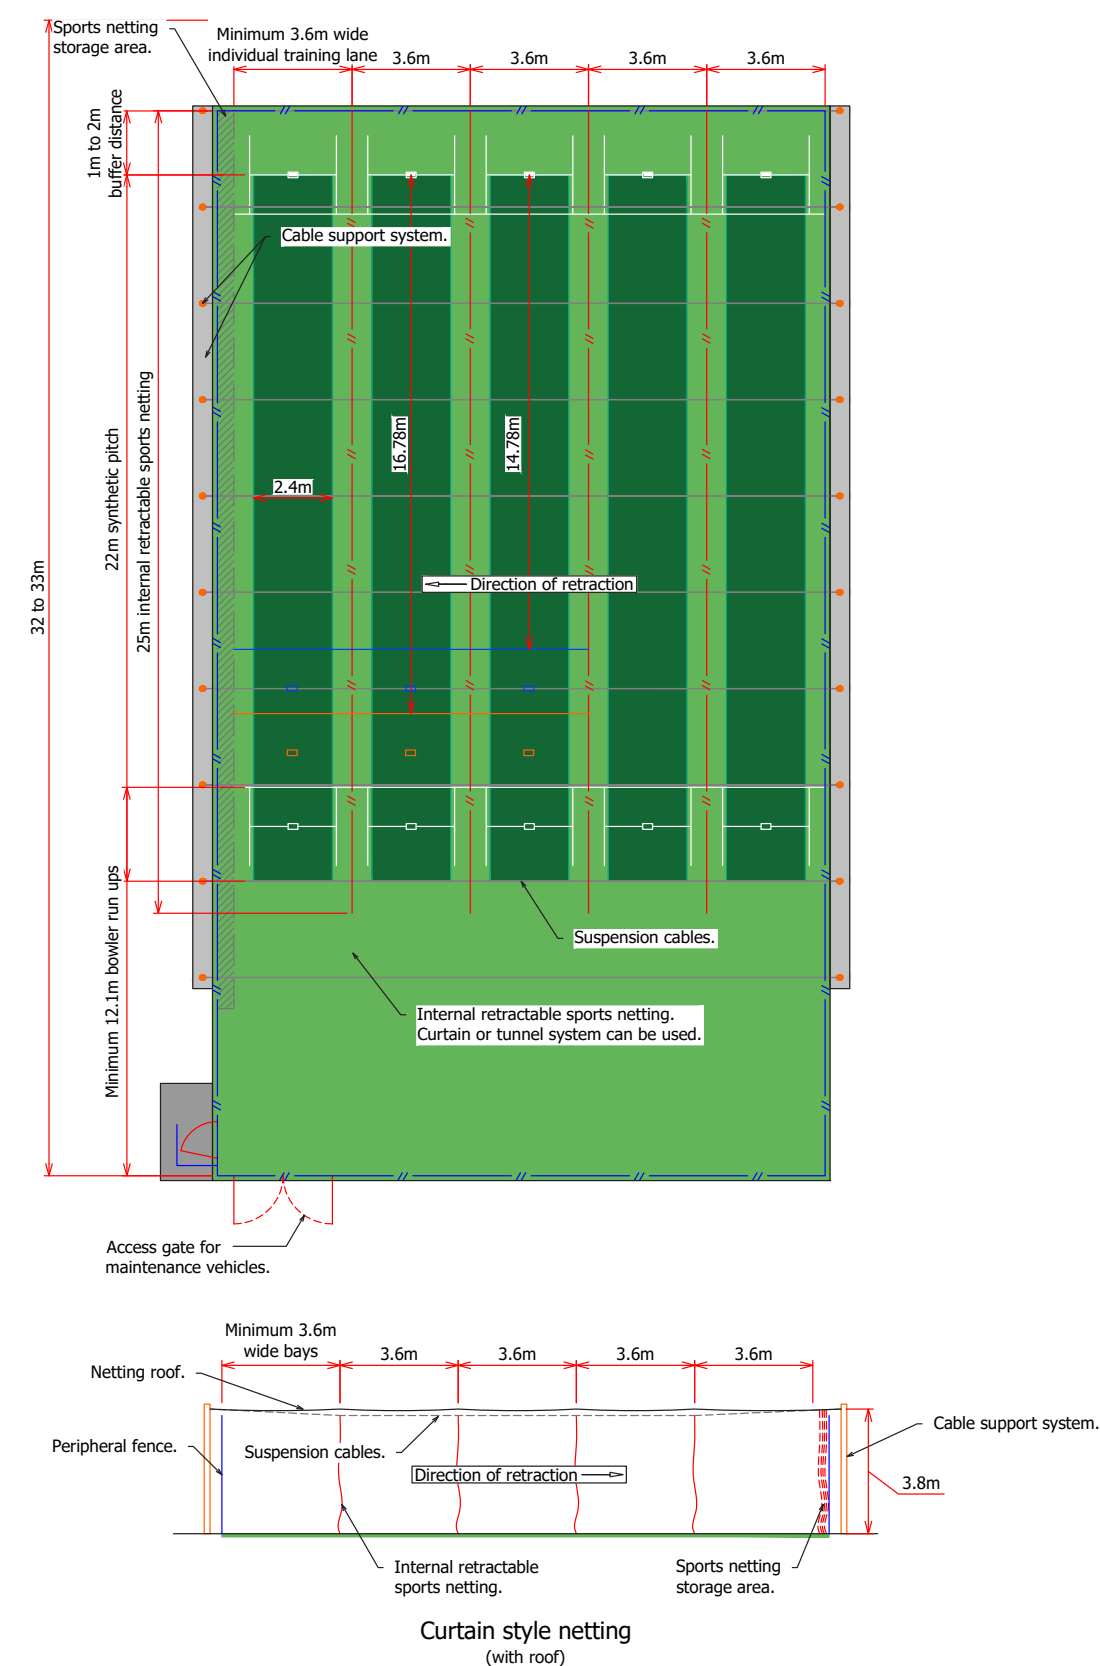 Sports netting
storage area.
Minimum 3.6m wide
individual training lane
3.6m
3.6m
3.6m
3.6m
1m to 2m
buffer distance
Cable support system.
22m synthetic pitch
25m internal retractable sports netting
32 to 33m
16.78m
14.78m
2.4m
Direction of retraction
Minimum 12.1m bowler run ups
Suspension cables.
Internal retractable sports netting.
Curtain or tunnel system can be used.
Access gate for
maintenance vehicles.
Minimum 3.6m
wide bays
3.6m
3.6m
3.6m
3.6m
Netting roof.
Peripheral fence.
Suspension cables.
Direction of retraction
Cable support system.
3.8m
Internal retractable
sports netting.
Sports netting
storage area.
Curtain style netting
(with roof)